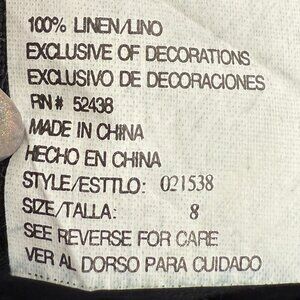 100% LINEN/LINO
EXCLUSIVE OF DECORATIONS
EXCLUSIVO DE DECORACIONES
RN# 52438
MADE IN CHINA
HECHO EN CHINA
STYLE/ESTTLO: 021538
SIZE/TALLA: 8
SEE REVERSE FOR CARE
VER AL DORSO PARA CUIDADO